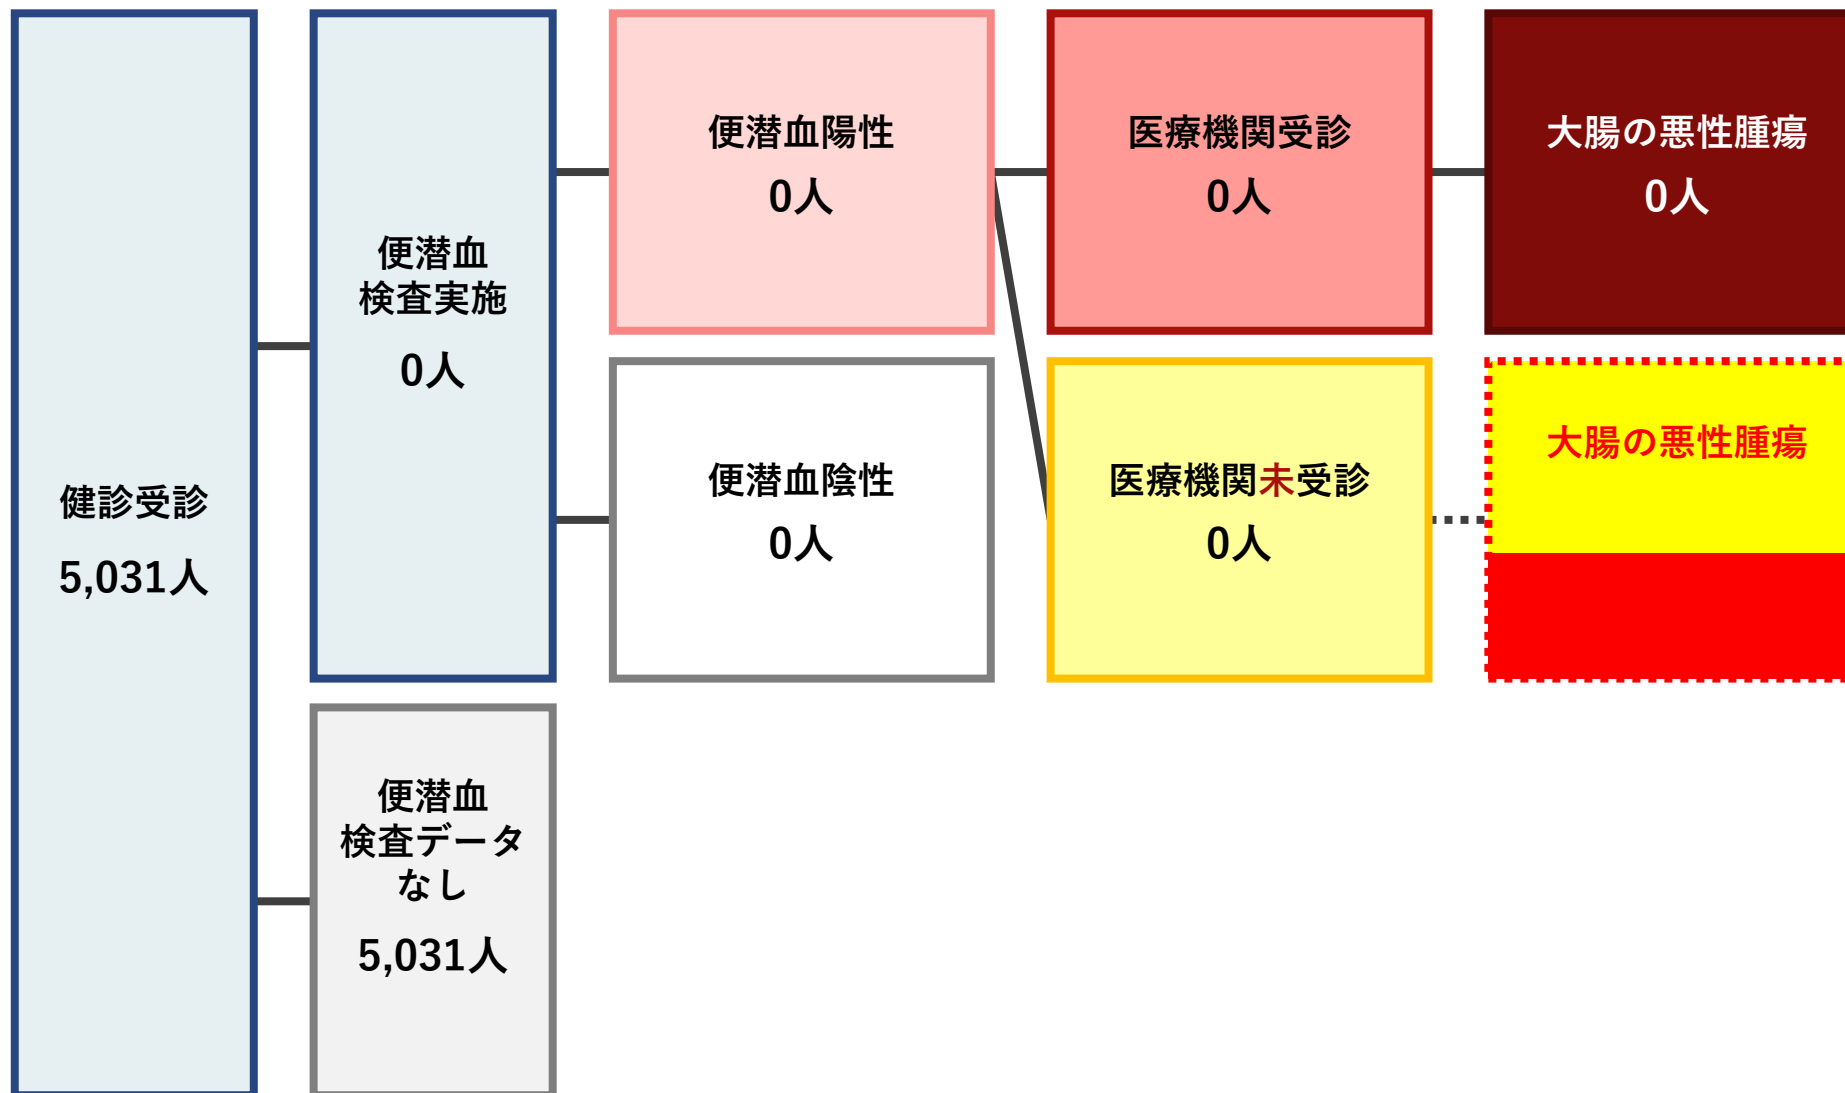 健診受診
5,031人
便潜血
検査実施
0人
便潜血
検査データ
なし
5,031人
便潜血陽性
0人
便潜血陰性
0人
医療機関受診
0人
医療機関未受診
0人
大腸の悪性腫瘍
0人
大腸の悪性腫瘍